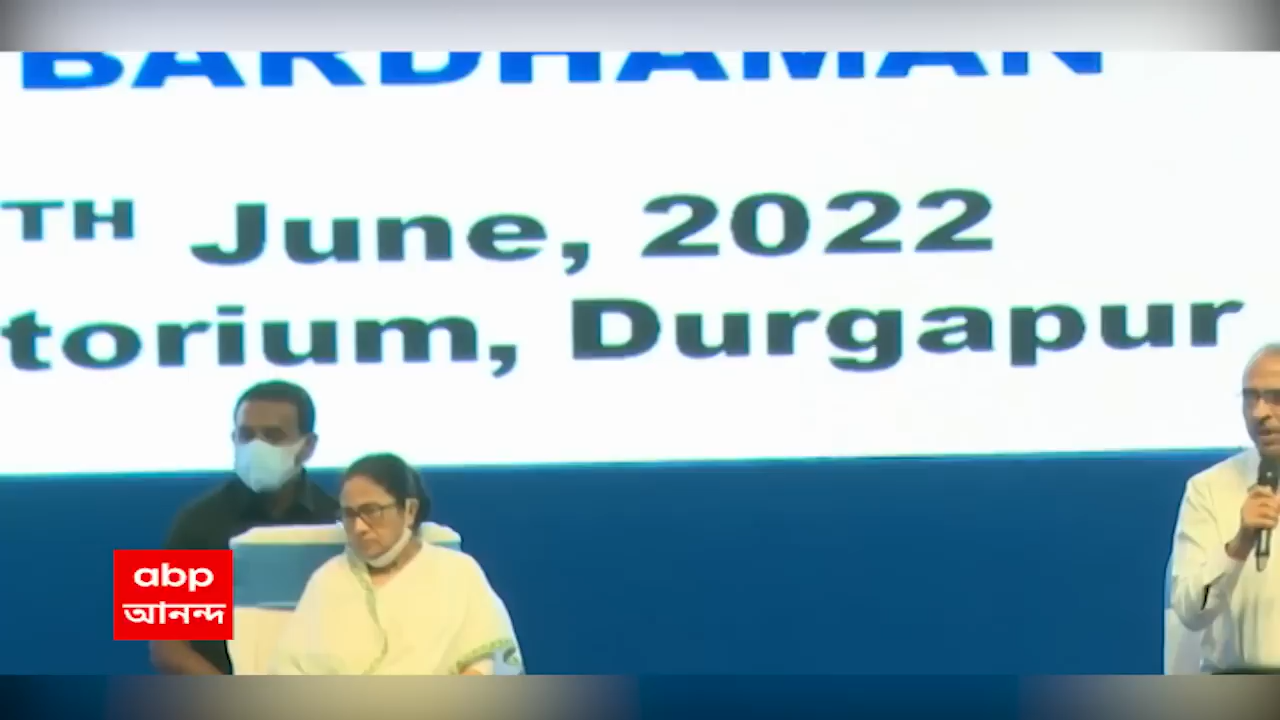 BARDHAMAN
TH June, 2022
torium, Durgapur
abp
আনন্দ